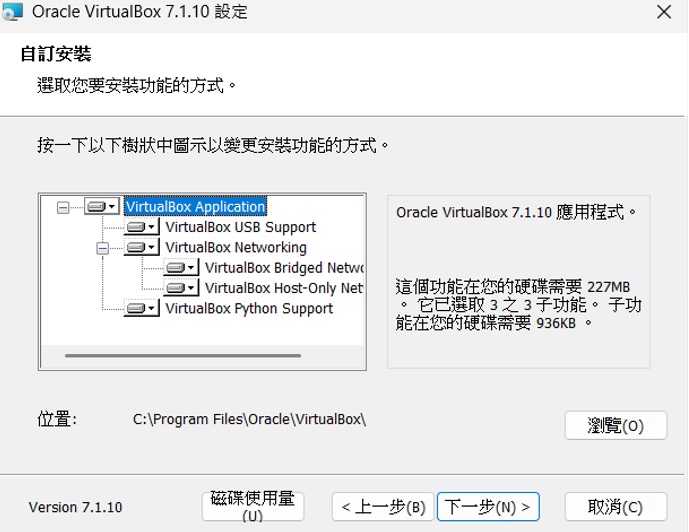 Oracle VirtualBox 7.1.10 設定
自訂安裝
選取您要安裝功能的方式。
按一下以下樹狀中圖示以變更安裝功能的方式。
VirtualBox Application
VirtualBox USB Support
VirtualBox Networking
VirtualBox Bridged Netwo
VirtualBox Host-Only Net
VirtualBox Python Support
Oracle VirtualBox 7.1.10 應用程式。
這個功能在您的硬碟需要 227MB
。 它已選取 3 之 3 子功能。 子功
能在您的硬碟需要 936KB 。
位置:
C:\Program Files\Oracle\VirtualBox\
瀏覽(O)
Version 7.1.10
磁碟使用量
(U)
< 上一步(B)
下一步(N) >
取消(C)